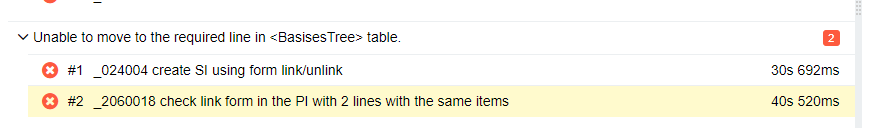 Unable to move to the required line in <BasisesTree> table. 2
#1 _024004 create SI using form link/unlink 30s 692ms
#2 _2060018 check link form in the PI with 2 lines with the same items 40s 520ms